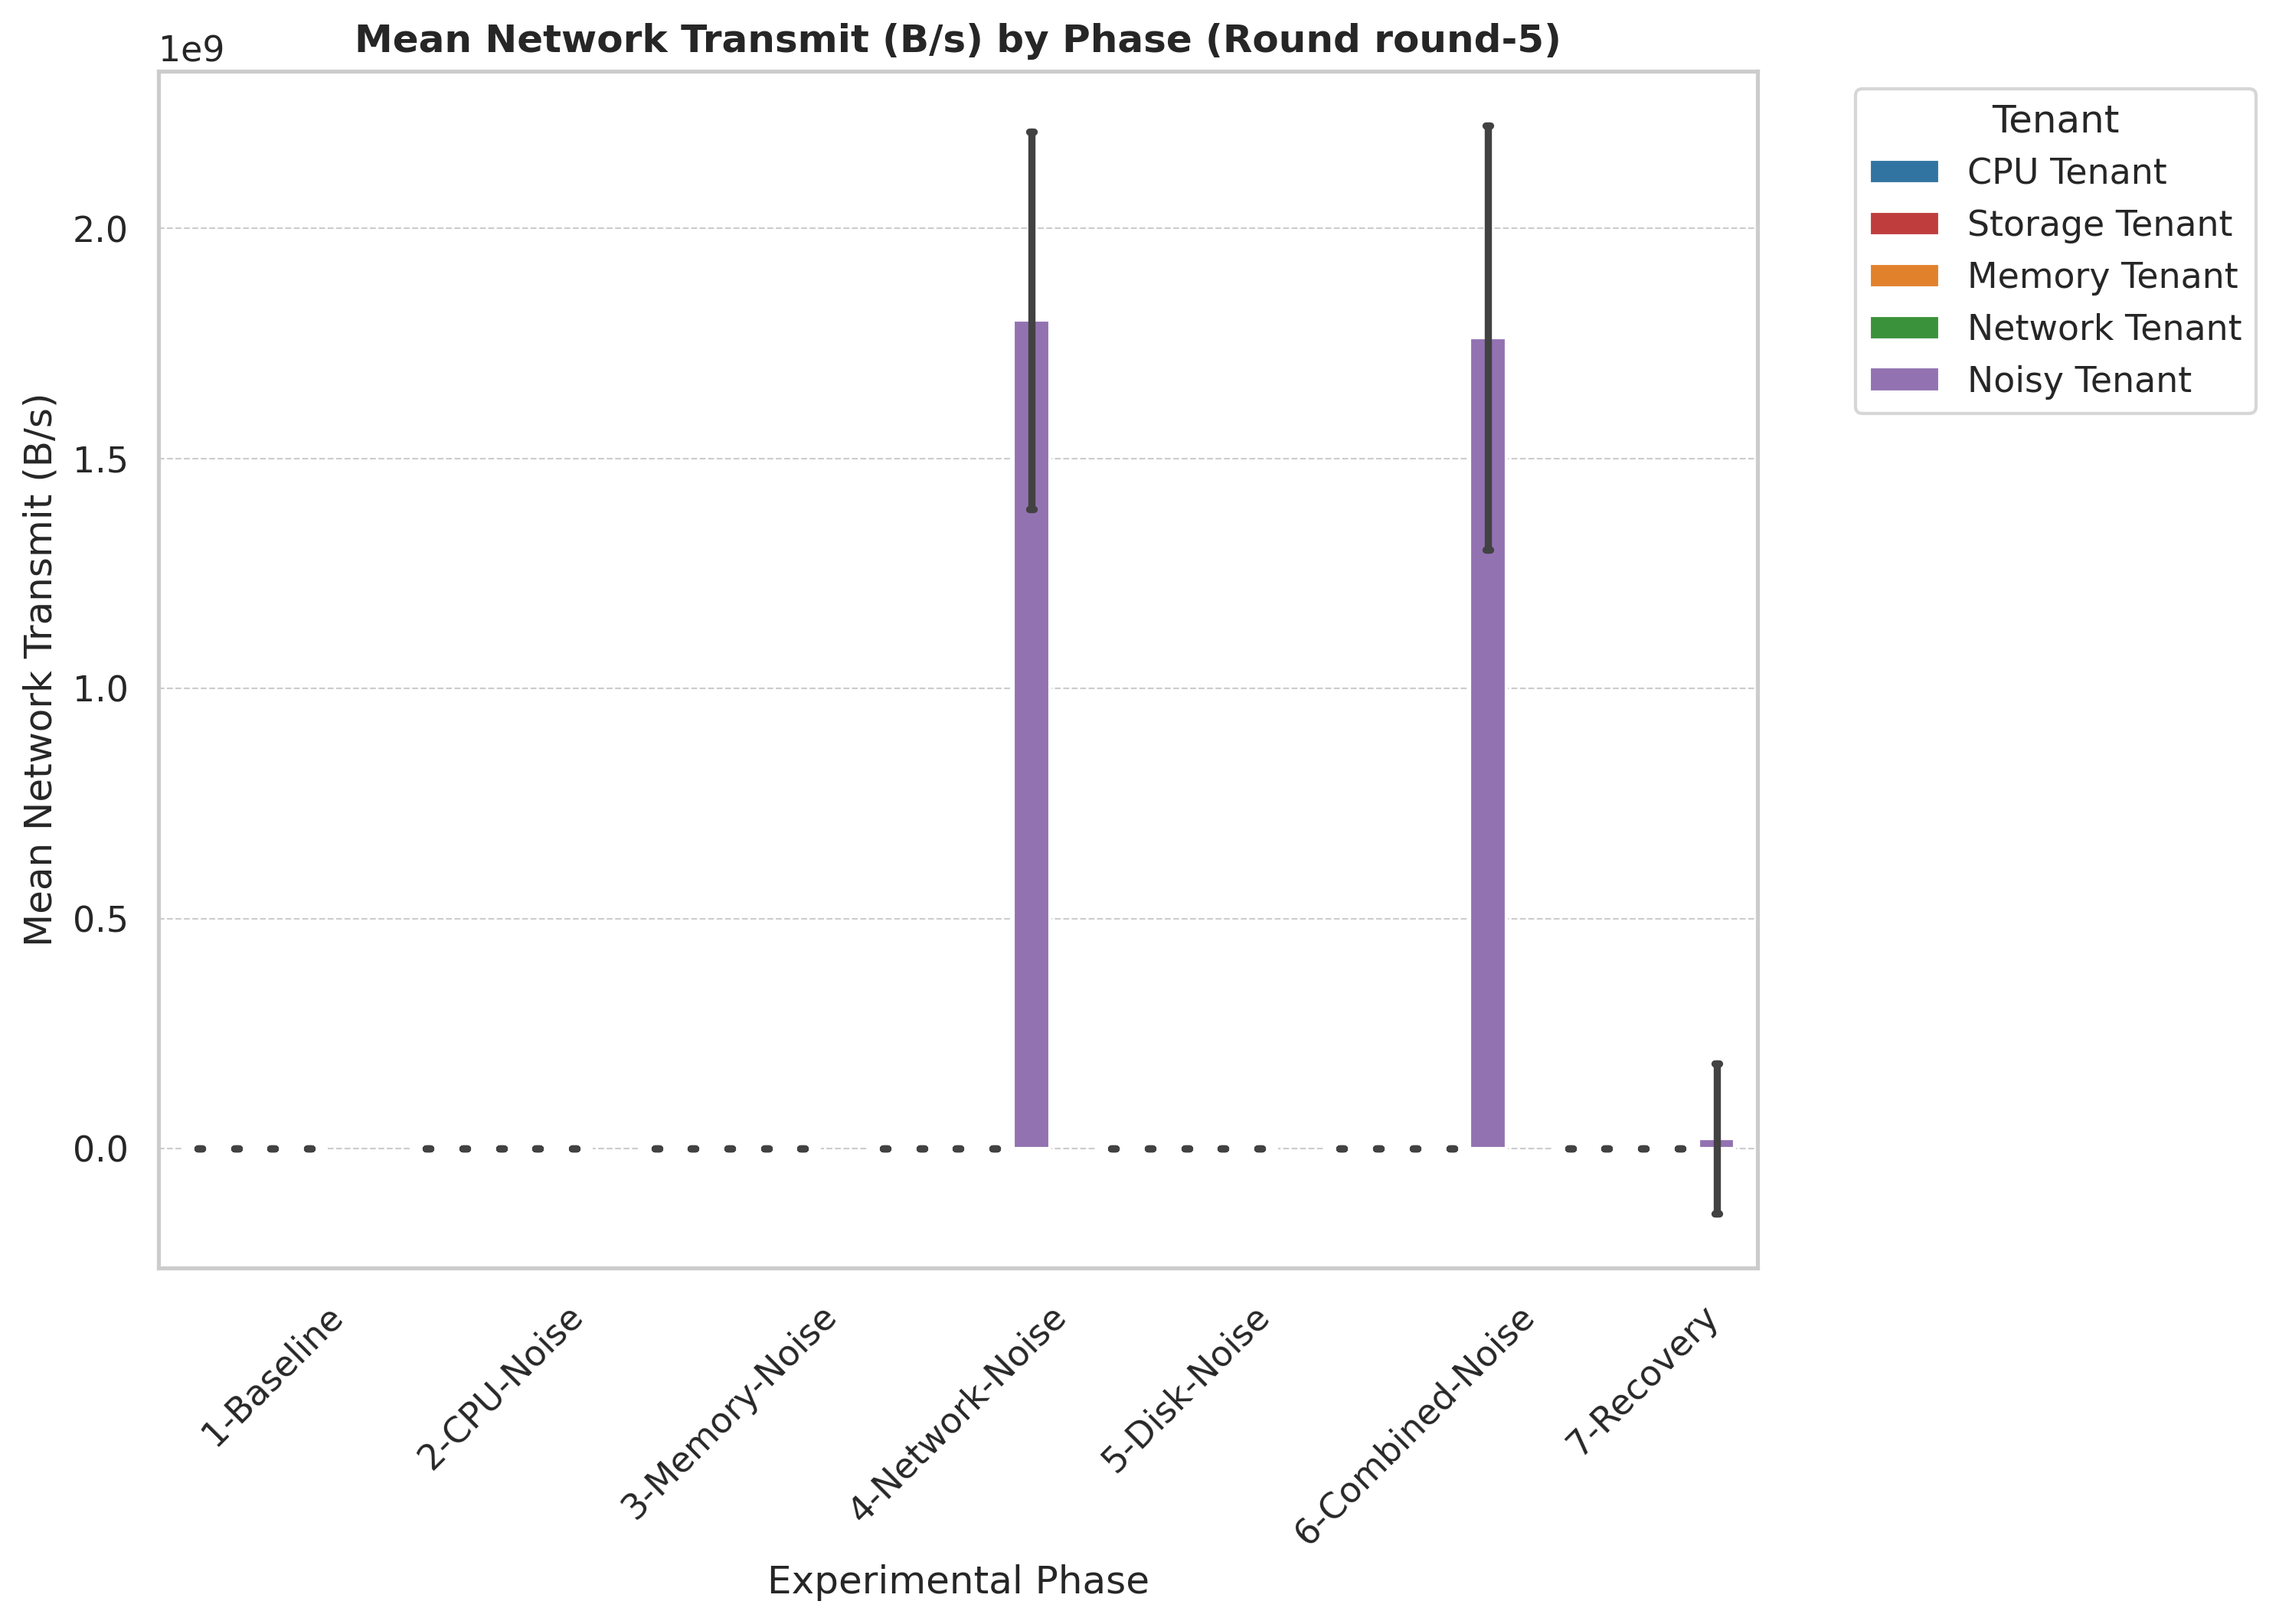 Mean Network Transmit (B/s) by Phase (Round round-5)
1e9
Mean Network Transmit (B/s)
2.0
1.5
1.0
0.5
0.0
1-Baseline
2-CPU-Noise
3-Memory-Noise
4-Network-Noise
5-Disk-Noise
6-Combined-Noise
7-Recovery
Experimental Phase
Tenant
CPU Tenant
Storage Tenant
Memory Tenant
Network Tenant
Noisy Tenant